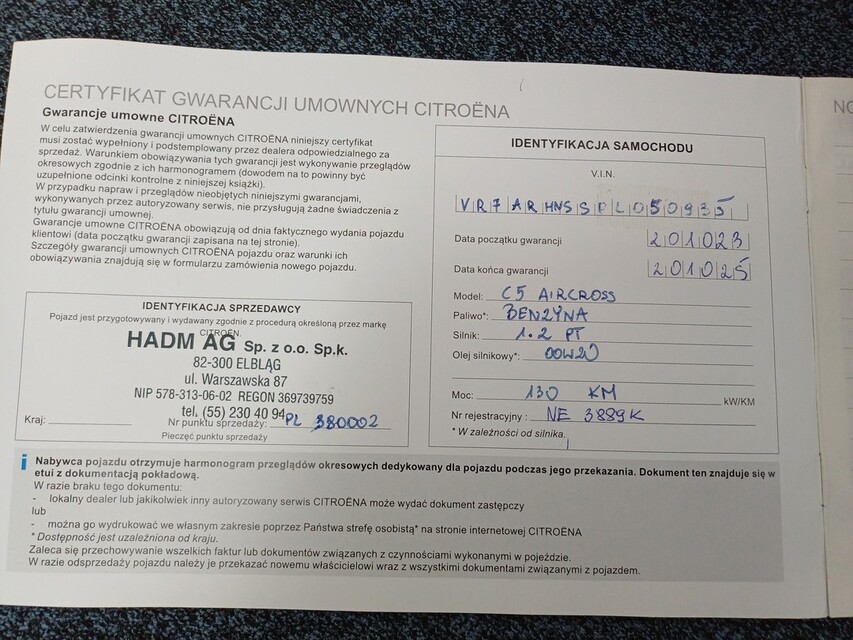 CERTYFIKAT GWARANCJI UMOWNYCH CITROËNA
Gwarancje umowne CITROËNA
W celu zatwierdzenia gwarancji umownych CITROËNA niniejszy certyfikat
musi zostać wypełniony i podstemplowany przez dealera odpowiedzialnego za
sprzedaż. Warunkiem obowiązywania tych gwarancji jest wykonywanie przeglądów
okresowych zgodnie z ich harmonogramem (dowodem na to powinny być
uzupełnione odcinki kontrolne z niniejszej książki).
W przypadku napraw i przeglądów nieobjętych niniejszymi gwarancjami,
wykonywanych przez autoryzowany serwis, nie przysługują żadne świadczenia z
tytułu gwarancji umownej.
Gwarancje umowne CITROËNA obowiązują od dnia faktycznego wydania pojazdu
klientowi (data początku gwarancji zapisana na tej stronie).
Szczegóły gwarancji umownych CITROËNA pojazdu oraz warunki ich
obowiązywania znajdują się w formularzu zamówienia nowego pojazdu.
IDENTYFIKACJA SPRZEDAWCY
Pojazd jest przygotowywany i wydawany zgodnie z procedurą określoną przez markę
CITROËN.
HADM AG Sp. z o.o. Sp.k.
82-300 ELBLĄG
ul. Warszawska 87
NIP 578-313-06-02 REGON 369739759
tel. (55) 230 40 94
Kraj: Nr punktu sprzedaży: PL 380002
Pieczęć punktu sprzedaży
IDENTYFIKACJA SAMOCHODU
V.I.N.
VR7ARHNSSPL050935
Data początku gwarancji 201023
Data końca gwarancji 201025
Model: C5 AIRCROSS
Paliwo*: BENZYNA
Silnik: 1.2 PT
Olej silnikowy*: 00W20
Moc: 130 KM kW/KM
Nr rejestracyjny : NE 3889K
* W zależności od silnika.
i Nabywca pojazdu otrzymuje harmonogram przeglądów okresowych dedykowany dla pojazdu podczas jego przekazania. Dokument ten znajduje się w
etui z dokumentacją pokładową.
W razie braku tego dokumentu:
- lokalny dealer lub jakikolwiek inny autoryzowany serwis CITROËNA może wydać dokument zastępczy
lub
- można go wydrukować we własnym zakresie poprzez Państwa strefę osobistą* na stronie internetowej CITROËNA
* Dostępność jest uzależniona od kraju.
Zaleca się przechowywanie wszelkich faktur lub dokumentów związanych z czynnościami wykonanymi w pojeździe.
W razie odsprzedaży pojazdu należy je przekazać nowemu właścicielowi wraz z wszystkimi dokumentami związanymi z pojazdem.